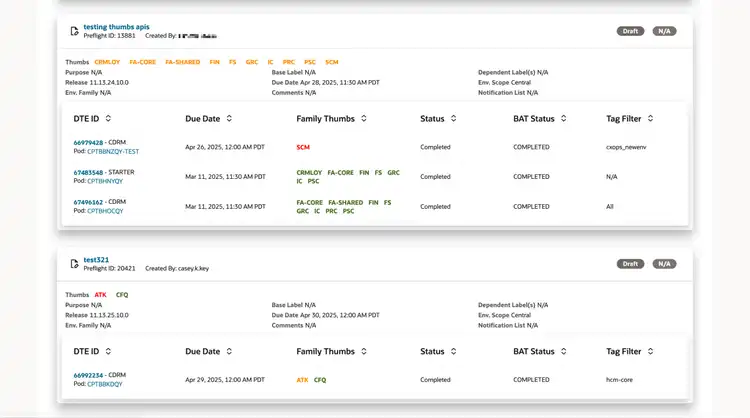 testing thumbs apis
Draft N/A
Preflight ID: 13881 Created By:
Thumbs CRMLOY FA-CORE FA-SHARED FIN FS GRC IC PRC PSC SCM
Purpose N/A Base Label N/A Dependent Label(s) N/A
Release 11.13.24.10.0 Due Date Apr 28, 2025, 11:30 AM PDT Env. Scope Central
Env. Family N/A Comments N/A Notification List N/A
DTE ID Due Date Family Thumbs Status BAT Status Tag Filter
66979428 - CDRM
Pod: CPTBBNZQY-TEST
Apr 26, 2025, 12:00 AM PDT SCM Completed COMPLETED cxops_newenv
67483548 - STARTER
Pod: CPTBHNYQY
Mar 11, 2025, 11:30 AM PDT
CRMLOY FA-CORE FIN FS GRC
IC PSC
Completed COMPLETED N/A
67496162 - CDRM
Pod: CPTBHOCQY
Mar 11, 2025, 11:30 AM PDT
FA-CORE FA-SHARED FIN FS
GRC IC PRC PSC
Completed COMPLETED All
test321
Draft N/A
Preflight ID: 20421 Created By: casey.k.key
Thumbs ATK CFQ
Purpose N/A Base Label N/A Dependent Label(s) N/A
Release 11.13.25.10.0 Due Date Apr 30, 2025, 12:00 AM PDT Env. Scope Central
Env. Family N/A Comments N/A Notification List N/A
DTE ID Due Date Family Thumbs Status BAT Status Tag Filter
66992234 - CDRM
Pod: CPTBBKDQY
Apr 29, 2025, 12:00 AM PDT ATK CFQ Completed COMPLETED hcm-core